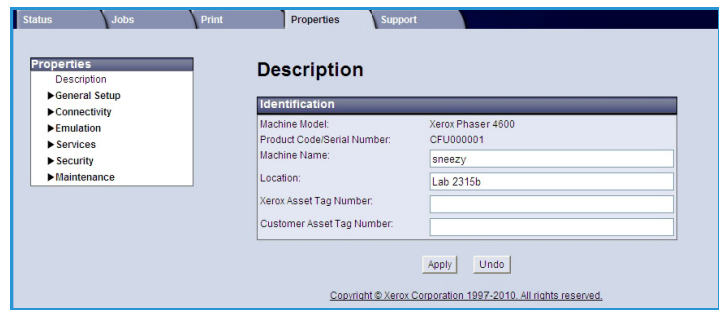 Status Jobs Print Properties Support
Properties
Description
▶General Setup
▶Connectivity
▶Emulation
▶Services
▶Security
▶Maintenance
Description
Identification
Machine Model: Xerox Phaser 4600
Product Code/Serial Number: CFU000001
Machine Name: sneezy
Location: Lab 2315b
Xerox Asset Tag Number:
Customer Asset Tag Number:
Apply Undo
Copyright © Xerox Corporation 1997-2010. All rights reserved.